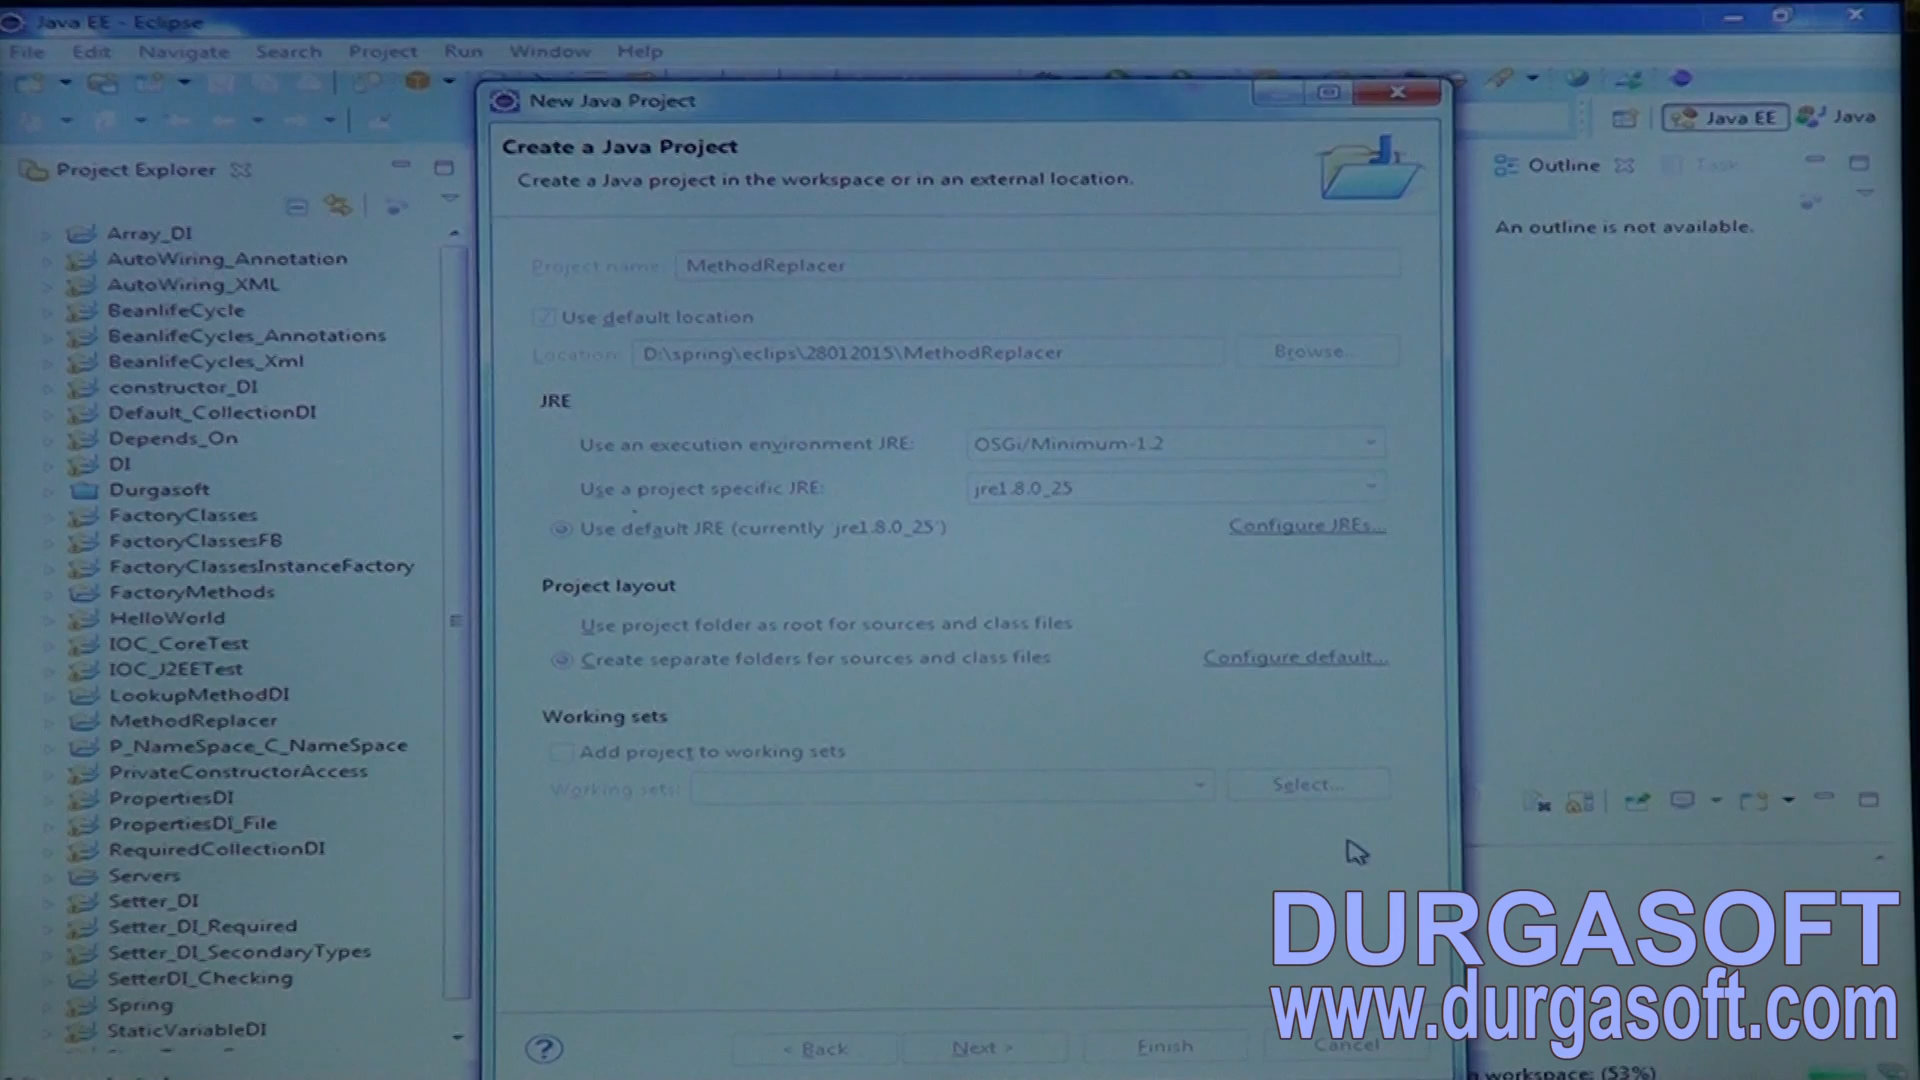 Java EE - Eclipse
File Edit Navigate Search Project Run Window Help
Java EE
Java
Project Explorer
Array_DI
AutoWiring_Annotation
AutoWiring_XML
BeanlifeCycle
BeanlifeCycles_Annotations
BeanlifeCycles_Xml
constructor_DI
Default_CollectionDI
Depends_On
DI
Durgasoft
FactoryClasses
FactoryClassesFB
FactoryClassesInstanceFactory
FactoryMethods
HelloWorld
IOC_CoreTest
IOC_J2EETest
LookupMethodDI
MethodReplacer
P_NameSpace_C_NameSpace
PrivateConstructorAccess
PropertiesDI
PropertiesDI_File
RequiredCollectionDI
Servers
Setter_DI
Setter_DI_Required
Setter_DI_SecondaryTypes
SetterDI_Checking
Spring
StaticVariableDI
New Java Project
Create a Java Project
Create a Java project in the workspace or in an external location.
Project name: MethodReplacer
Use default location
Location: D:\spring\eclips\28012015\MethodReplacer Browse...
JRE
Use an execution environment JRE: OSGi/Minimum-1.2
Use a project specific JRE: jre1.8.0_25
Use default JRE (currently 'jre1.8.0_25') Configure JREs...
Project layout
Use project folder as root for sources and class files
Create separate folders for sources and class files Configure default...
Working sets
Add project to working sets
Working sets: Select...
? < Back Next > Finish Cancel
Outline Task
An outline is not available.
workspace: (53%)
DURGASOFT
www.durgasoft.com